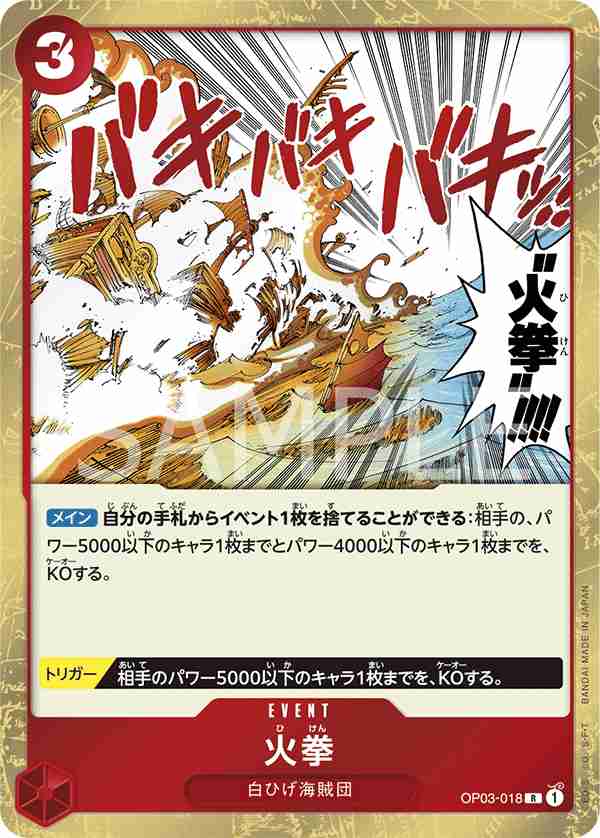 3
バキ バキ バキッ!!!
"火拳"!!!!
SAMPLE
メイン 自分の手札からイベント1枚を捨てることができる:相手の、パ
ワー5000以下のキャラ1枚までとパワー4000以下のキャラ1枚までを、
KOする。
トリガー 相手のパワー5000以下のキャラ1枚までを、KOする。
EVENT
火拳
白ひげ海賊団
OP03-018 R 1
BANDAI MADE IN JAPAN